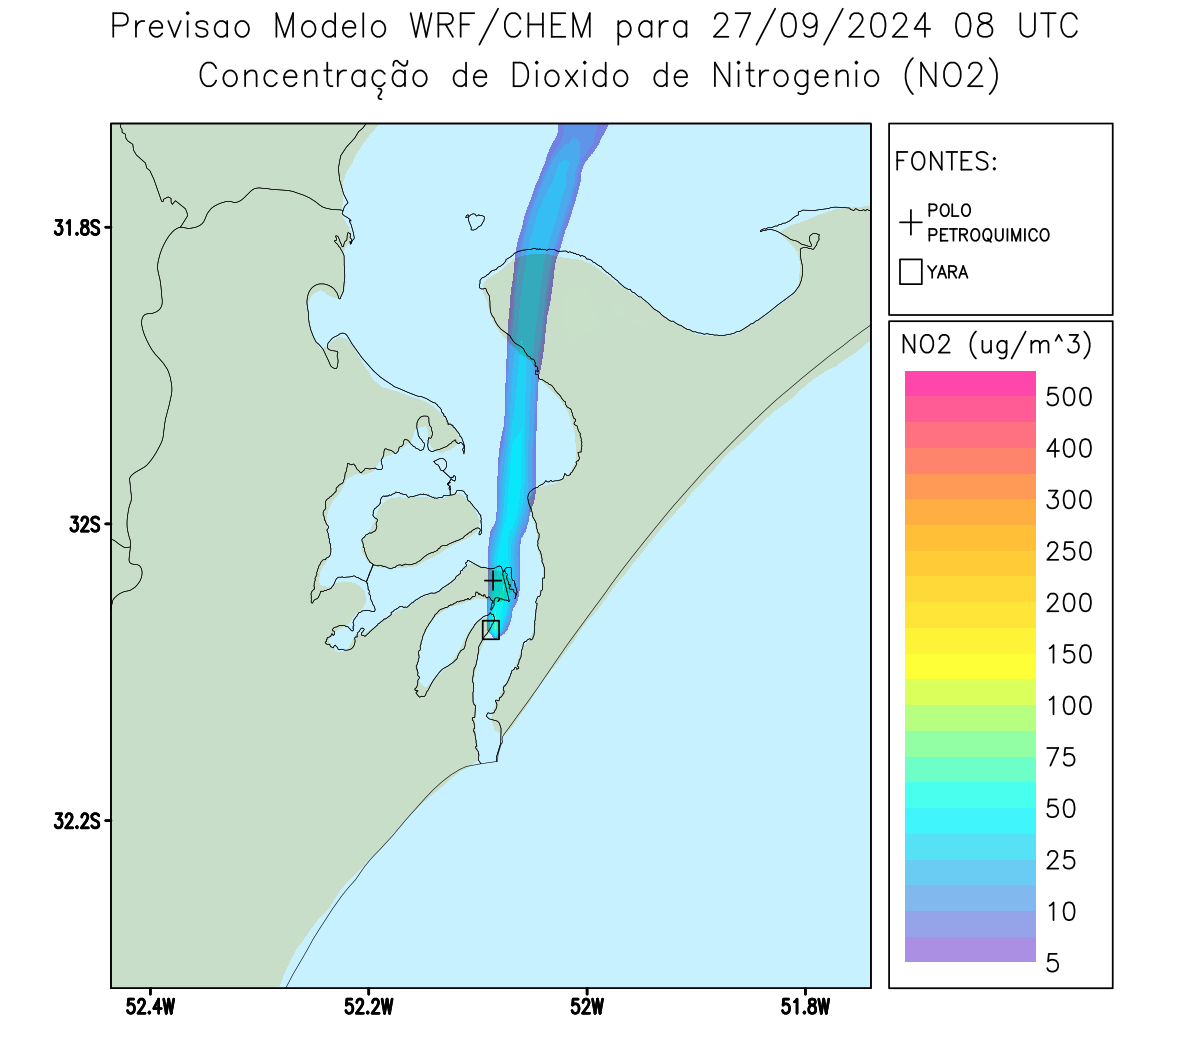 Previsao Modelo WRF/CHEM para 27/09/2024 08 UTC
Concentração de Dioxido de Nitrogenio (NO2)
FONTES:
POLO
PETROQUIMICO
YARA
31.8S
32S
32.2S
52.4W
52.2W
52W
51.8W
NO2 (ug/m^3)
500
400
300
250
200
150
100
75
50
25
10
5